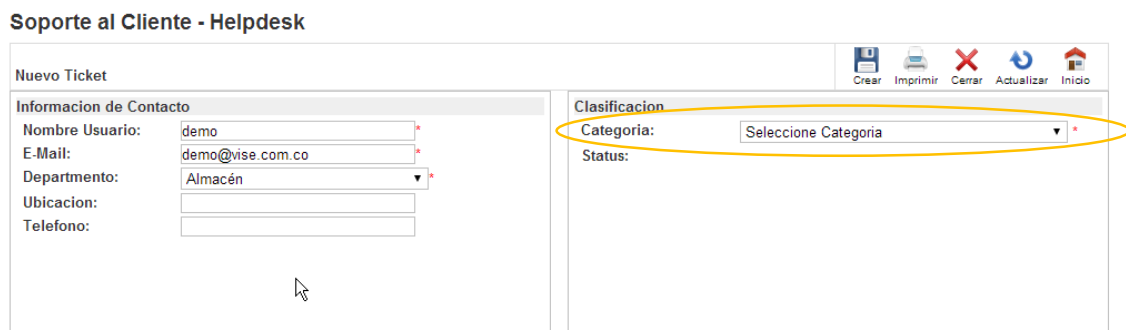 Soporte al Cliente - Helpdesk
Nuevo Ticket
Crear Imprimir Cerrar Actualizar Inicio
Informacion de Contacto
Nombre Usuario: demo *
E-Mail: demo@vise.com.co *
Departmento: Almacén *
Ubicacion:
Telefono:
Clasificacion
Categoria: Seleccione Categoria *
Status: